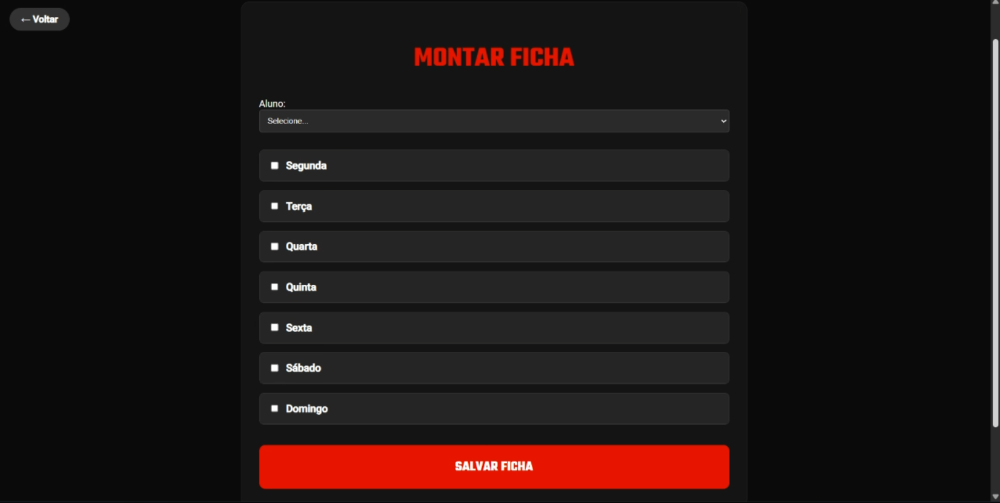 ← Voltar
MONTAR FICHA
Aluno:
Selecione...
Segunda
Terça
Quarta
Quinta
Sexta
Sábado
Domingo
SALVAR FICHA